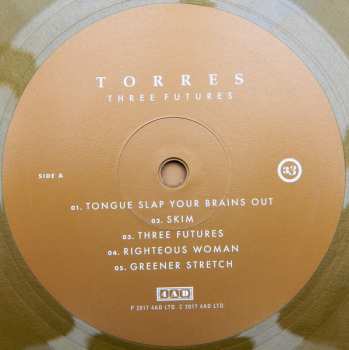 TORRES
THREE FUTURES
SIDE A
33
01. TONGUE SLAP YOUR BRAINS OUT
02. SKIM
03. THREE FUTURES
04. RIGHTEOUS WOMAN
05. GREENER STRETCH
4AD
P 2017 4AD LTD C 2017 4AD LTD